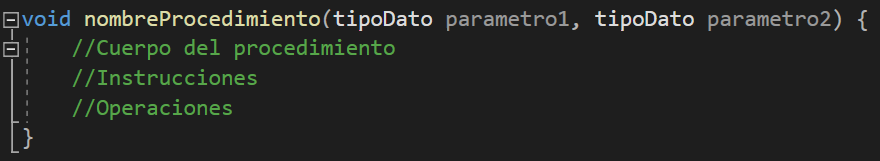 void nombreProcedimiento(tipoDato parametro1, tipoDato parametro2) {
//Cuerpo del procedimiento
//Instrucciones
//Operaciones
}